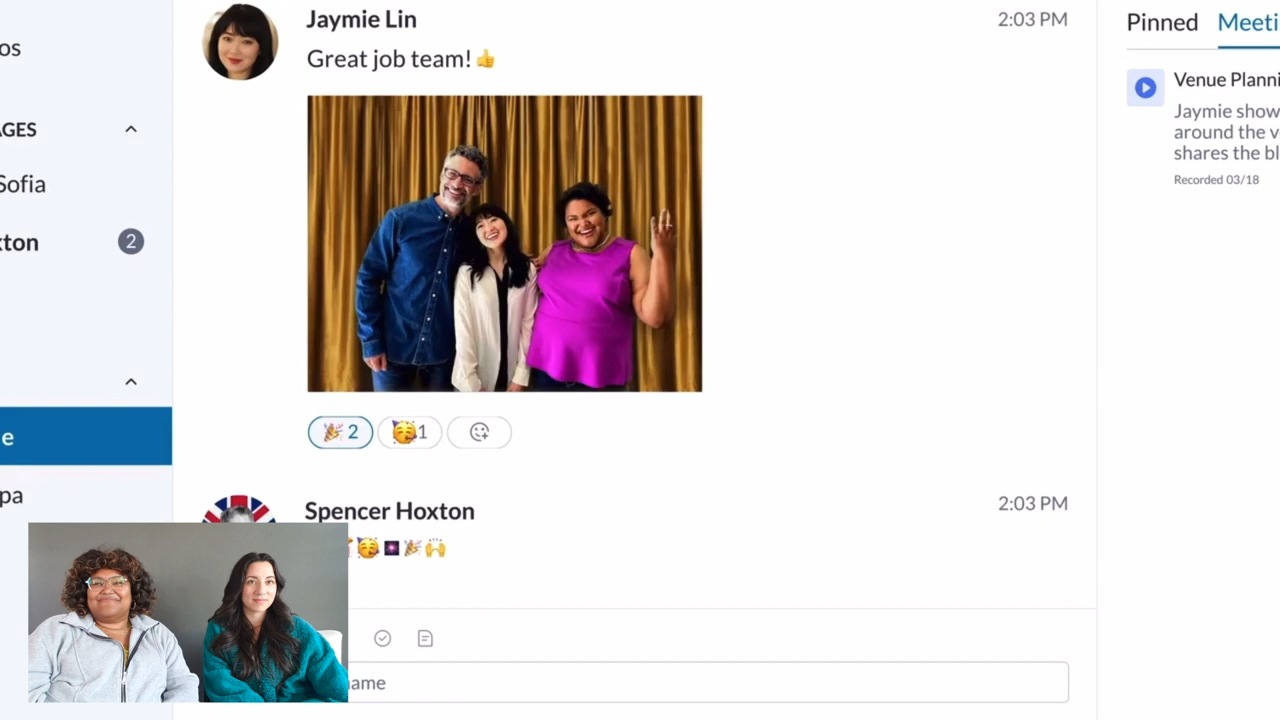 os
AGES
Sofia
xton
2
e
pa
Jaymie Lin
2:03 PM
Great job team! 👍
🎉 2
🥳 1
Spencer Hoxton
2:03 PM
🥳🎆🎉🙌
ame
Pinned
Meeti
Venue Planni
Jaymie show
around the v
shares the bl
Recorded 03/18